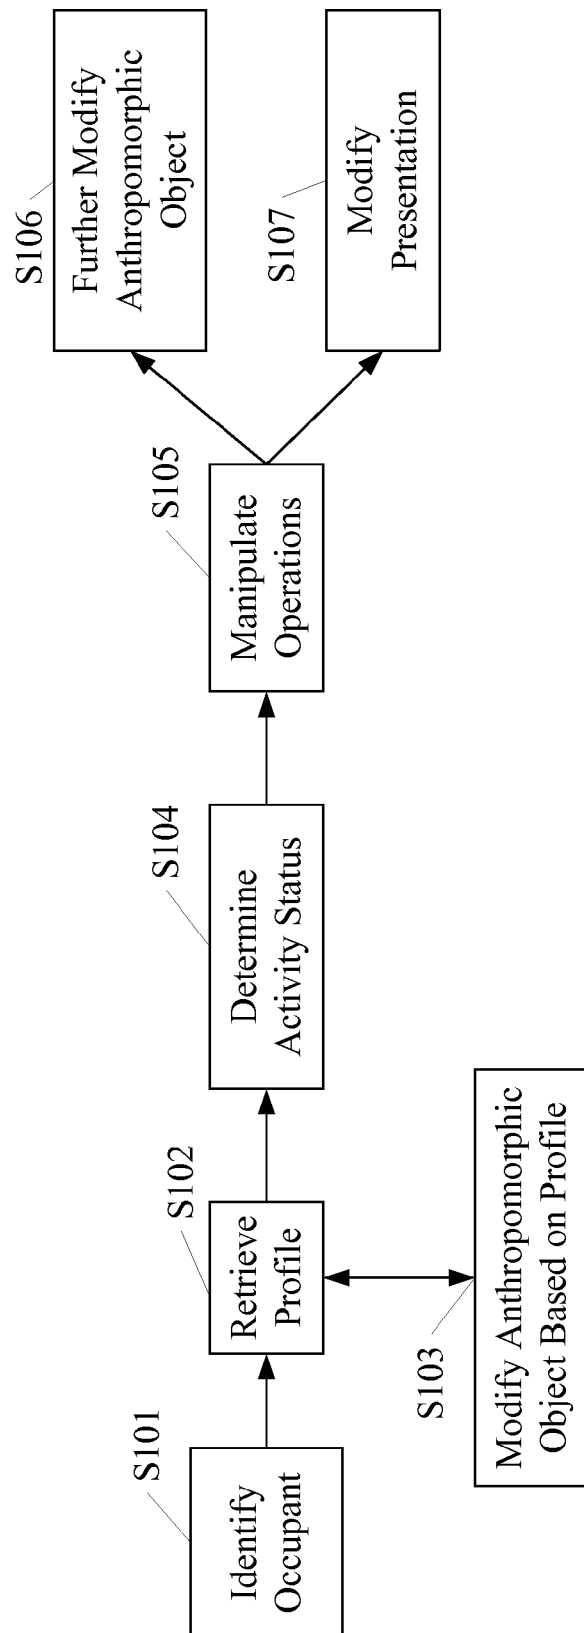 S101
Identify
Occupant
S102
Retrieve
Profile
S103
Modify Anthropomorphic
Object Based on Profile
S104
Determine
Activity Status
S105
Manipulate
Operations
S106
Further Modify
Anthropomorphic
Object
S107
Modify
Presentation